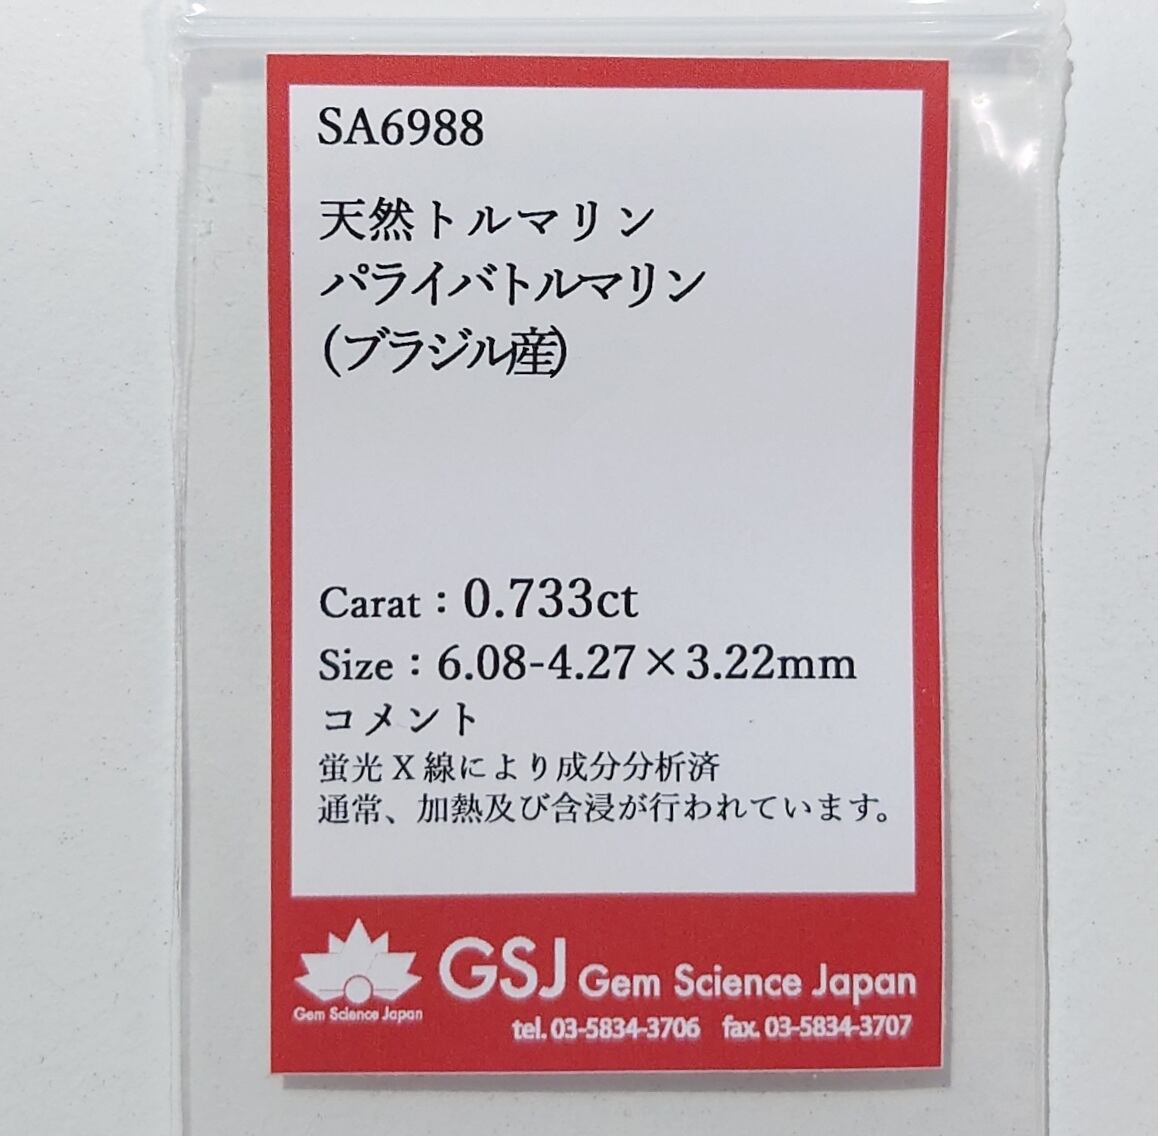 SA6988
天然トルマリン
パライバトルマリン
(ブラジル産)
Carat：0.733ct
Size：6.08-4.27×3.22mm
コメント
蛍光X線により成分分析済
通常、加熱及び含浸が行われています。
GSJ Gem Science Japan
Gem Science Japan
tel. 03-5834-3706 fax. 03-5834-3707